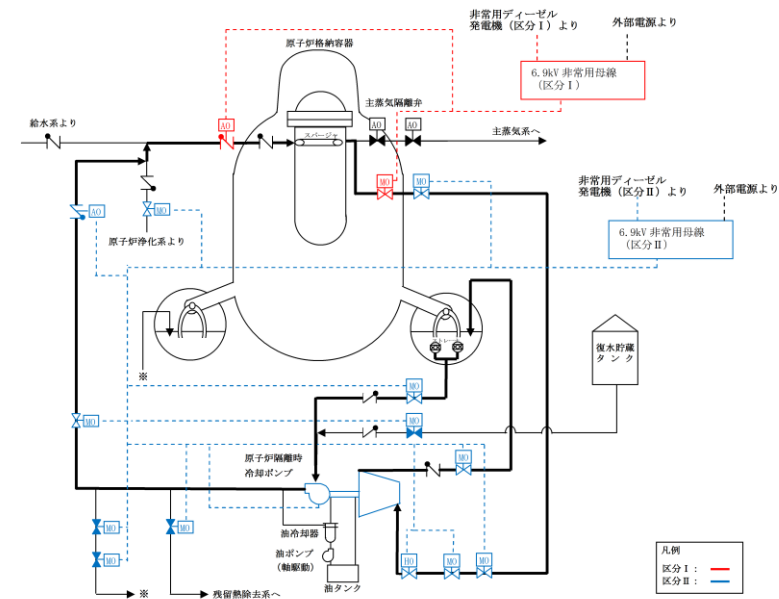 非常用ディーゼル
発電機（区分Ⅰ）より
外部電源より
原子炉格納容器
6.9kV 非常用母線
（区分Ⅰ）
主蒸気隔離弁
給水系より
AO
スパージャ
AO
AO
主蒸気系へ
MO
MO
非常用ディーゼル
発電機（区分Ⅱ）より
外部電源より
AO
MO
原子炉浄化系より
6.9kV 非常用母線
（区分Ⅱ）
ストレーナ
復水貯蔵
タンク
※
MO
MO
MO
原子炉隔離時
冷却ポンプ
MO
MO
MO
油冷却器
油ポンプ
（軸駆動）
油タンク
MO
HO
MO
MO
※
残留熱除去系へ
凡例
区分Ⅰ：
区分Ⅱ：